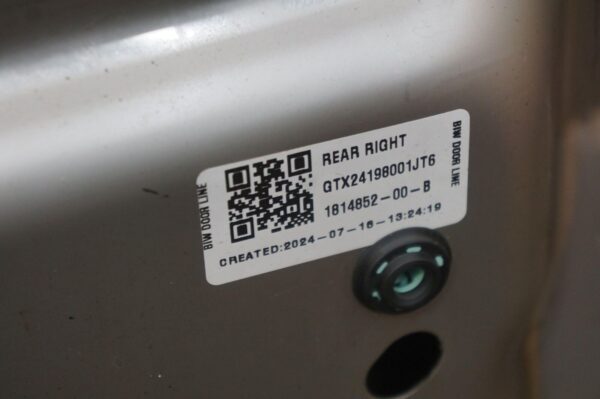 BIW DOOR LINE
REAR RIGHT
GTX24198001JT6
1814852-00-B
CREATED:2024-07-16-13:24:19
BIW DOOR LINE